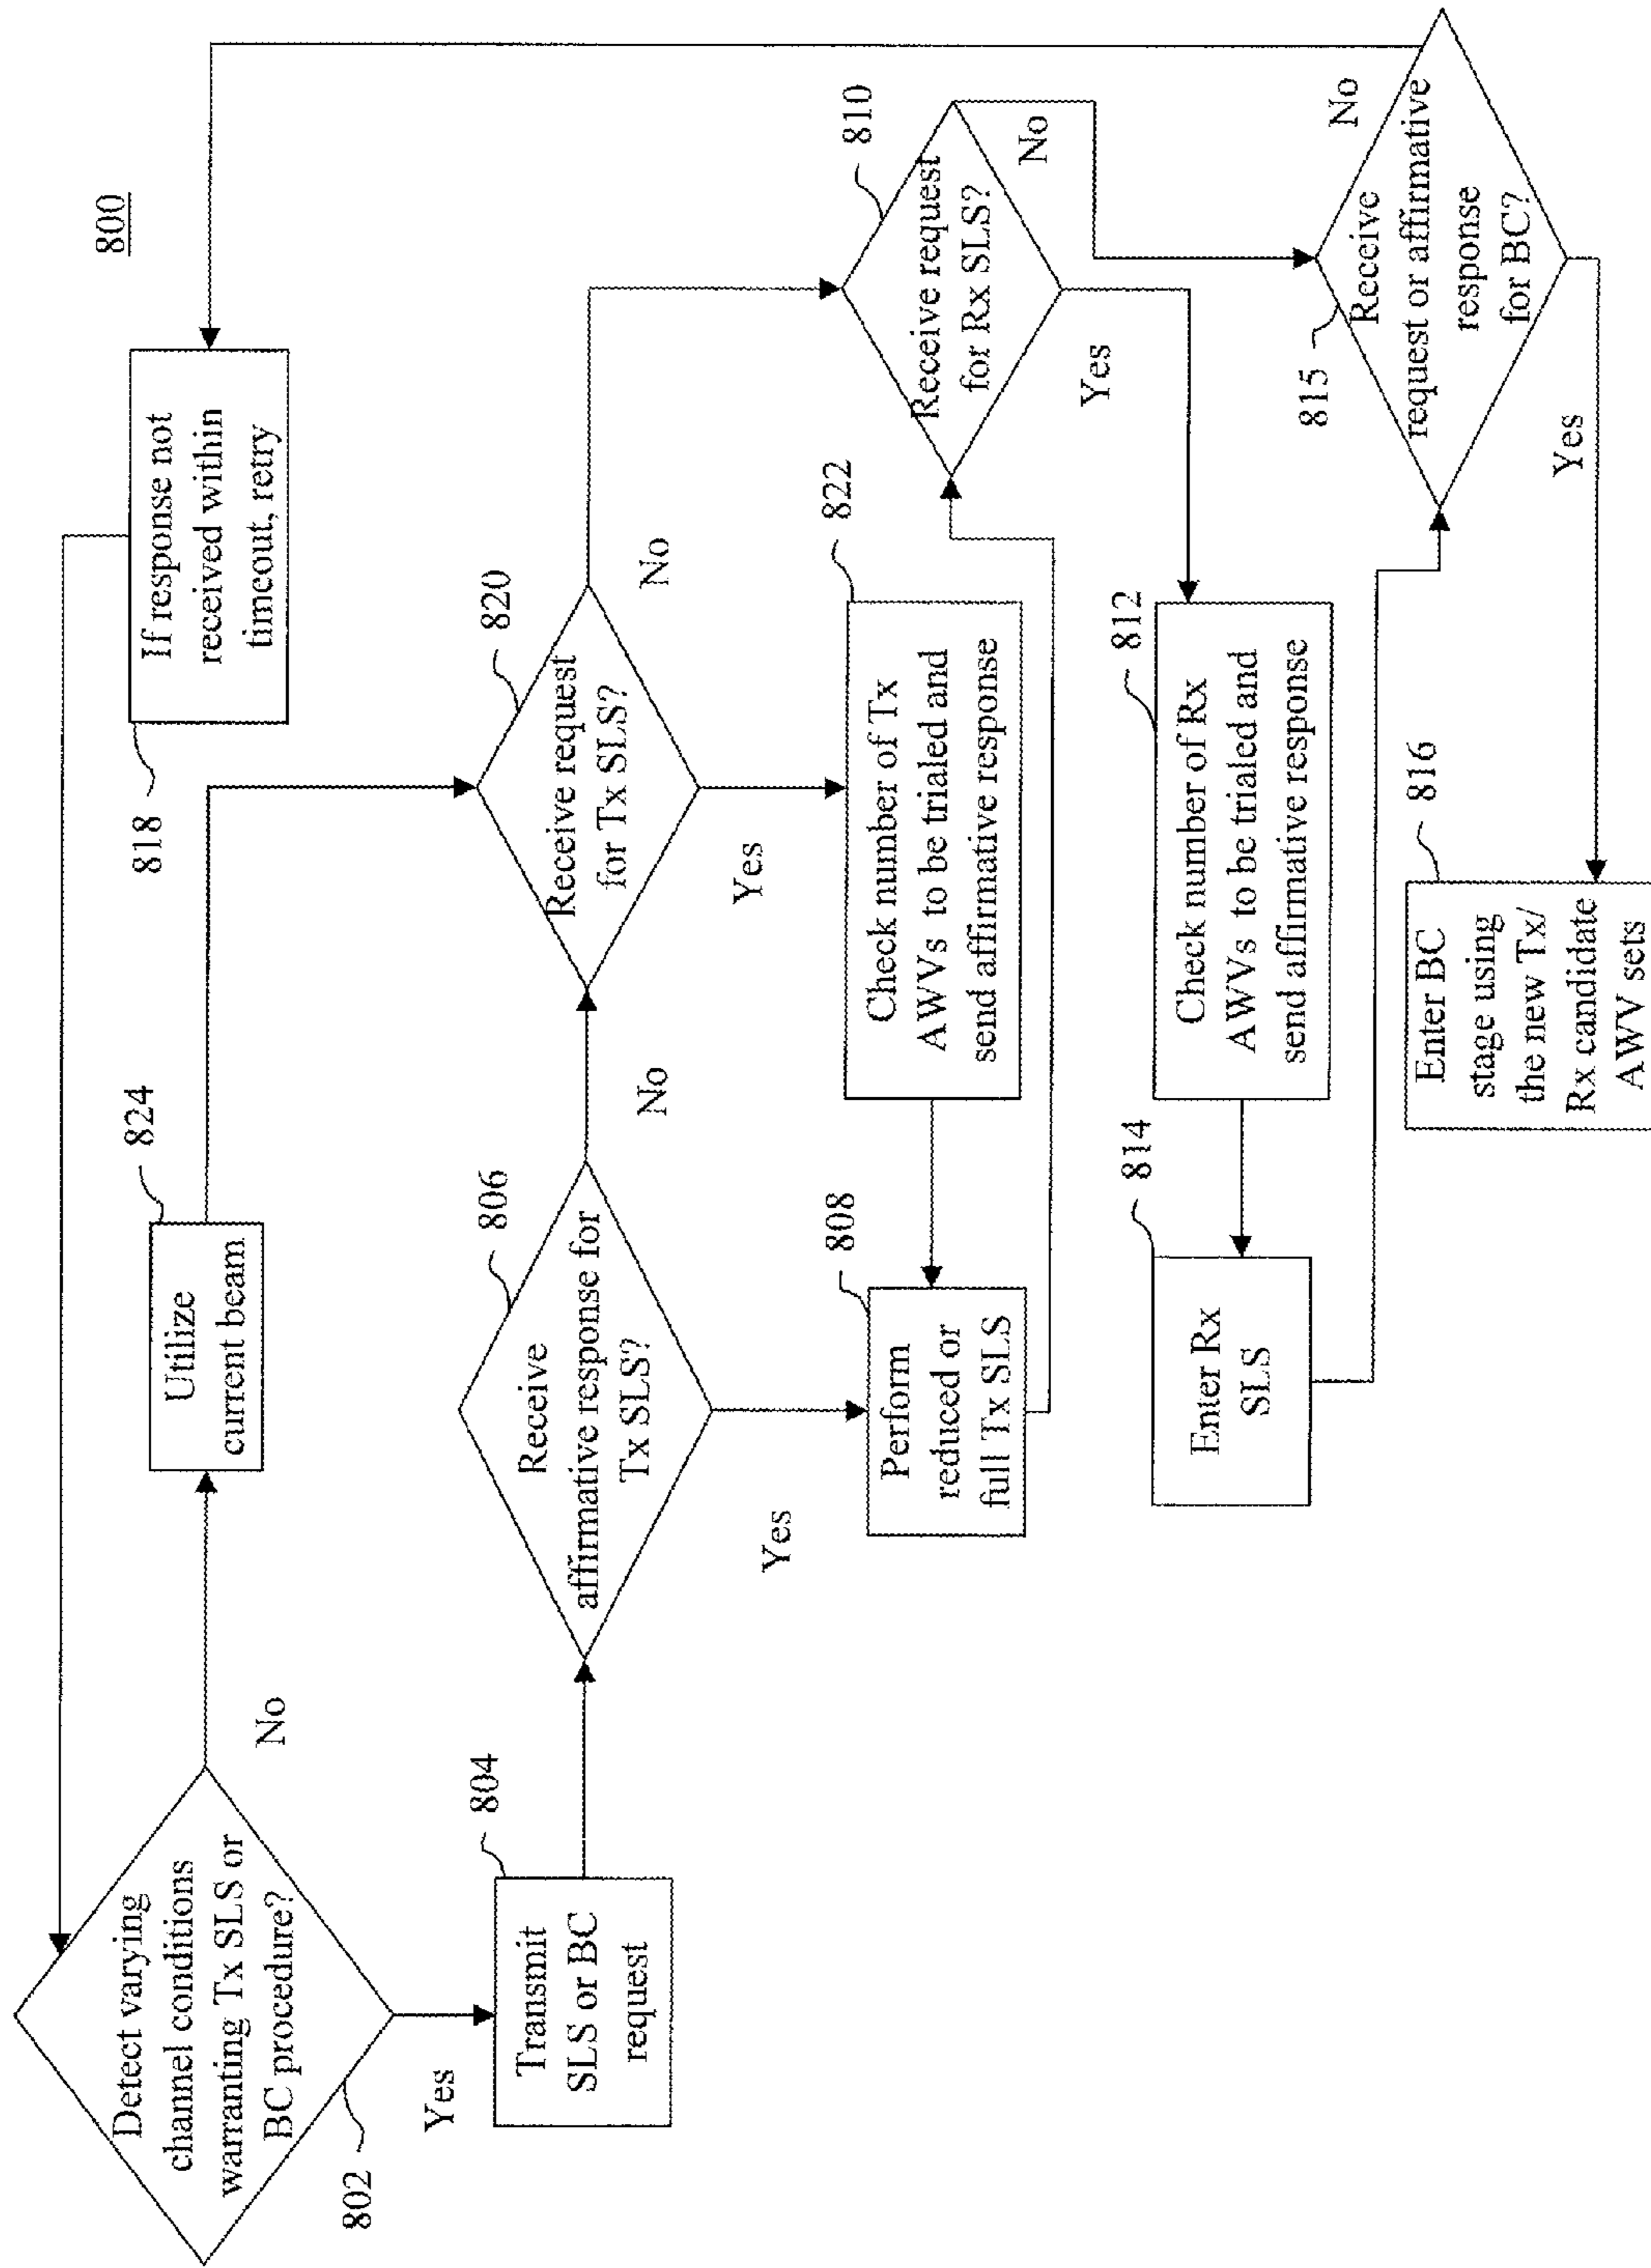 800
Detect varying
channel conditions
warranting Tx SLS or
BC procedure?
802
No
Yes
Utilize
current beam
824
If response not
received within
timeout, retry
818
Transmit
SLS or BC
request
804
Receive
affirmative response for
Tx SLS?
806
No
Yes
Receive request
for Tx SLS?
820
No
Yes
Perform
reduced or
full Tx SLS
808
Check number of Tx
AWVs to be trialed and
send affirmative response
822
Receive request
for Rx SLS?
810
No
Yes
Enter Rx
SLS
814
Check number of Rx
AWVs to be trialed and
send affirmative response
812
Receive
request or affirmative
response
for BC?
815
No
Yes
Enter BC
stage using
the new Tx/
Rx candidate
AWV sets
816